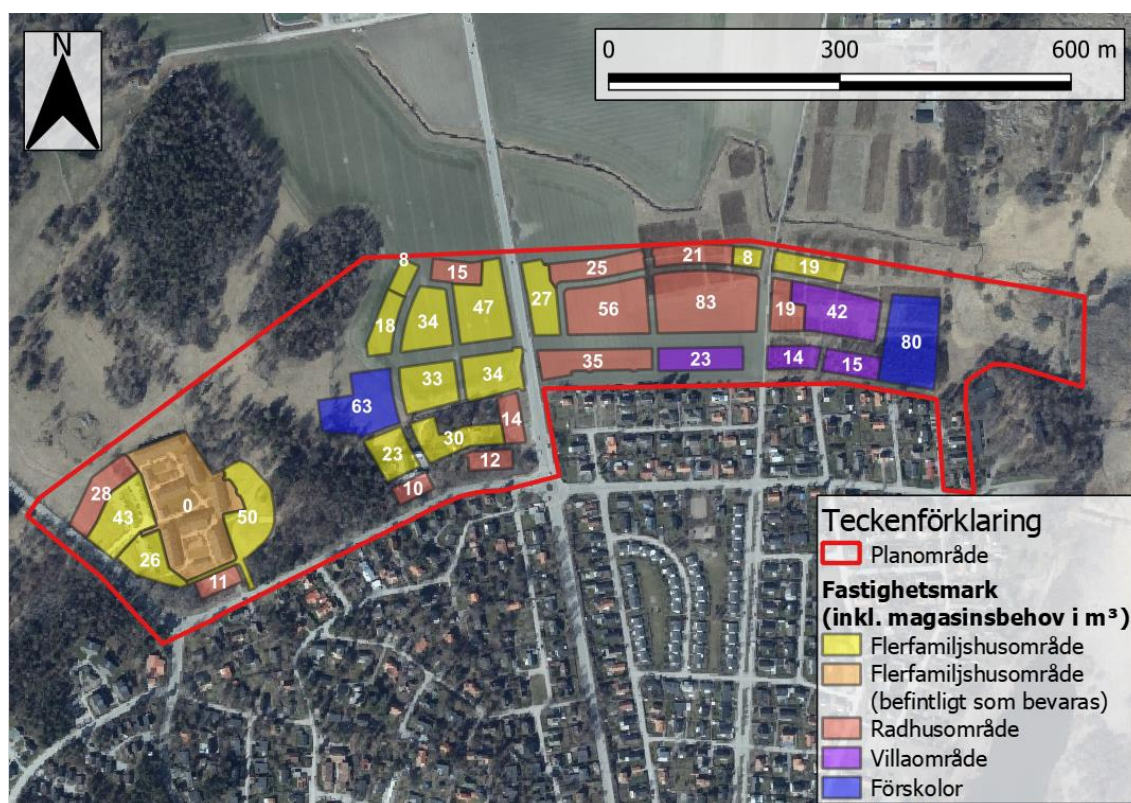 N
0 300 600 m
8 15 25 21 8 19
18 34 47 27 56 83 19 42
80
35 23 14 15
33 34
63
14
23 30
12
10
28
43 0 50
26
11
Teckenförklaring
Planområde
Fastighetsmark
(inkl. magasinsbehov i m³)
Flerfamiljshusområde
Flerfamiljshusområde
(befintligt som bevaras)
Radhusområde
Villaområde
Förskolor